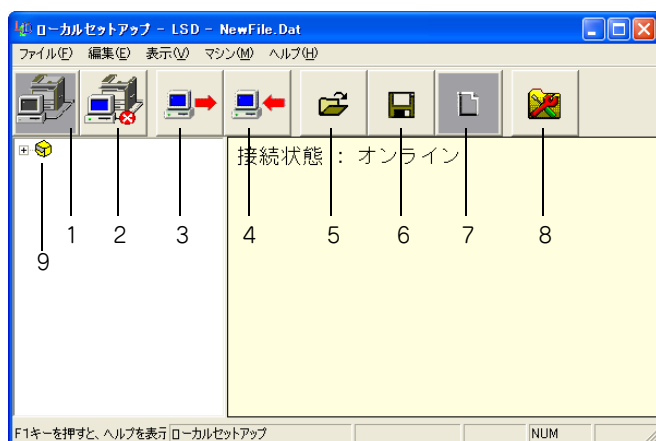 ローカルセットアップ - LSD - NewFile.Dat
ファイル(F) 編集(E) 表示(V) マシン(M) ヘルプ(H)
接続状態 : オンライン
1 2 3 4 5 6 7 8
9
F1キーを押すと、ヘルプを表示 ローカルセットアップ NUM